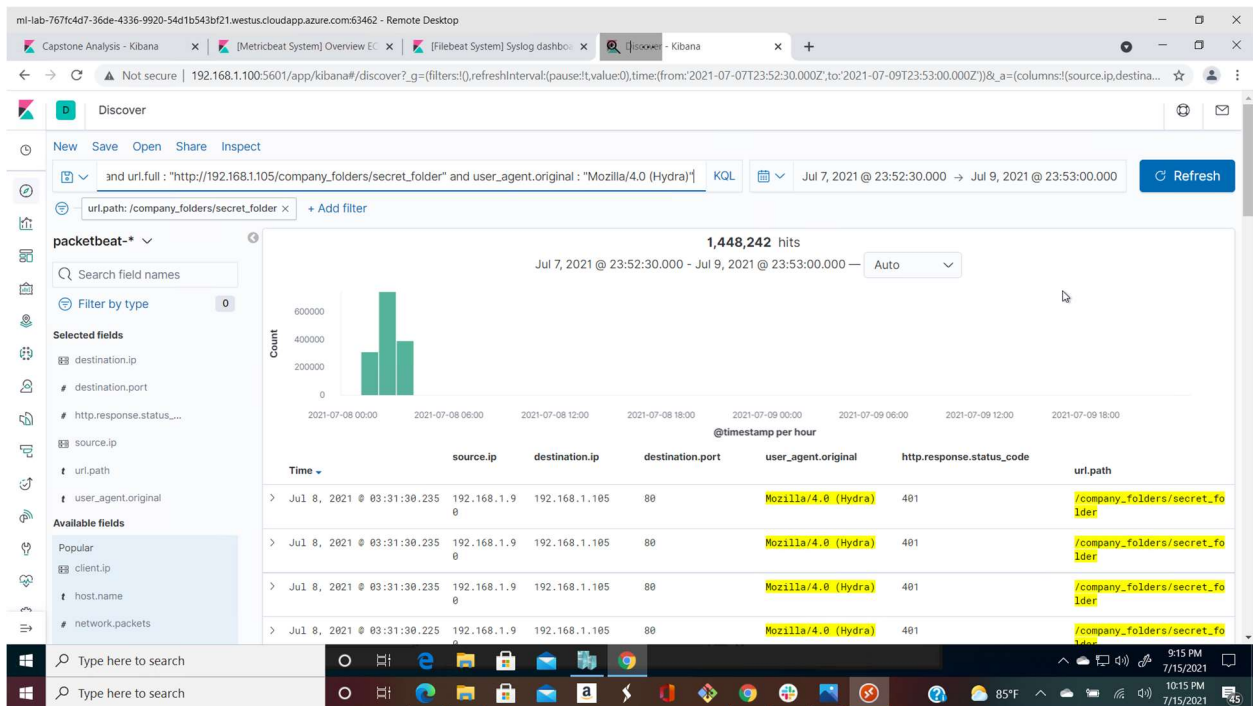 ml-lab-767fc4d7-36de-4336-9920-54d1b543bf21.westus.cloudapp.azure.com:63462 - Remote Desktop
Capstone Analysis - Kibana
[Metricbeat System] Overview EC
[Filebeat System] Syslog dashbo
Discover - Kibana
Not secure | 192.168.1.100:5601/app/kibana#/discover?_g=(filters:!(),refreshInterval:(pause:!t,value:0),time:(from:'2021-07-07T23:52:30.000Z',to:'2021-07-09T23:53:00.000Z'))&_a=(columns:!(source.ip,destina...
D Discover
New Save Open Share Inspect
and url.full : "http://192.168.1.105/company_folders/secret_folder" and user_agent.original : "Mozilla/4.0 (Hydra)" KQL Jul 7, 2021 @ 23:52:30.000 → Jul 9, 2021 @ 23:53:00.000 Refresh
url.path: /company_folders/secret_folder × + Add filter
packetbeat-*
Search field names
Filter by type 0
Selected fields
destination.ip
# destination.port
# http.response.status_...
source.ip
t url.path
t user_agent.original
Available fields
Popular
client.ip
t host.name
# network.packets
1,448,242 hits
Jul 7, 2021 @ 23:52:30.000 - Jul 9, 2021 @ 23:53:00.000 — Auto
Count
600000
400000
200000
0
2021-07-08 00:00 2021-07-08 06:00 2021-07-08 12:00 2021-07-08 18:00 2021-07-09 00:00 2021-07-09 06:00 2021-07-09 12:00 2021-07-09 18:00
@timestamp per hour
Time source.ip destination.ip destination.port user_agent.original http.response.status_code url.path
> Jul 8, 2021 @ 03:31:30.235 192.168.1.9 192.168.1.105 80 Mozilla/4.0 (Hydra) 401 /company_folders/secret_fo
0 lder
> Jul 8, 2021 @ 03:31:30.235 192.168.1.9 192.168.1.105 80 Mozilla/4.0 (Hydra) 401 /company_folders/secret_fo
0 lder
> Jul 8, 2021 @ 03:31:30.235 192.168.1.9 192.168.1.105 80 Mozilla/4.0 (Hydra) 401 /company_folders/secret_fo
0 lder
> Jul 8, 2021 @ 03:31:30.225 192.168.1.9 192.168.1.105 80 Mozilla/4.0 (Hydra) 401 /company_folders/secret_fo
lder
Type here to search 9:15 PM
7/15/2021
Type here to search a 85°F 10:15 PM
7/15/2021 45